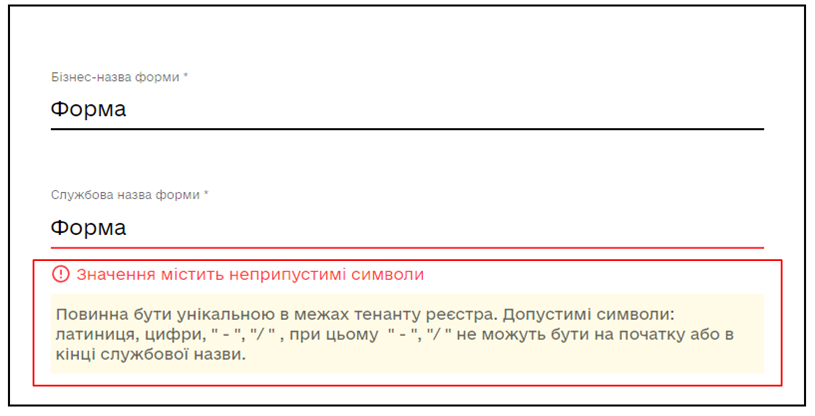 Бізнес-назва форми *
Форма
Службова назва форми *
Форма
Значення містить неприпустимі символи
Повинна бути унікальною в межах тенанту реєстра. Допустимі символи:
латиниця, цифри, " - ", "/ " , при цьому " - ", "/ " не можуть бути на початку або в
кінці службової назви.